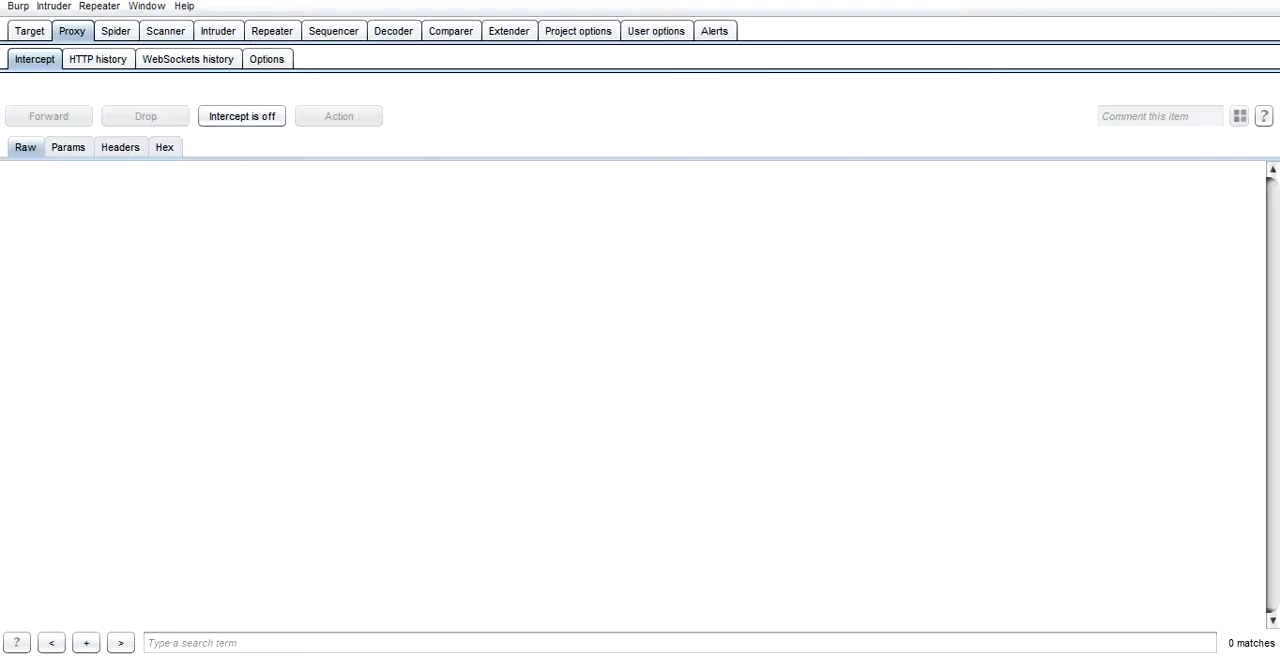 Burp Intruder Repeater Window Help
Target Proxy Spider Scanner Intruder Repeater Sequencer Decoder Comparer Extender Project options User options Alerts
Intercept HTTP history WebSockets history Options
Forward Drop Intercept is off Action Comment this item ?
Raw Params Headers Hex
? < + > Type a search term 0 matches